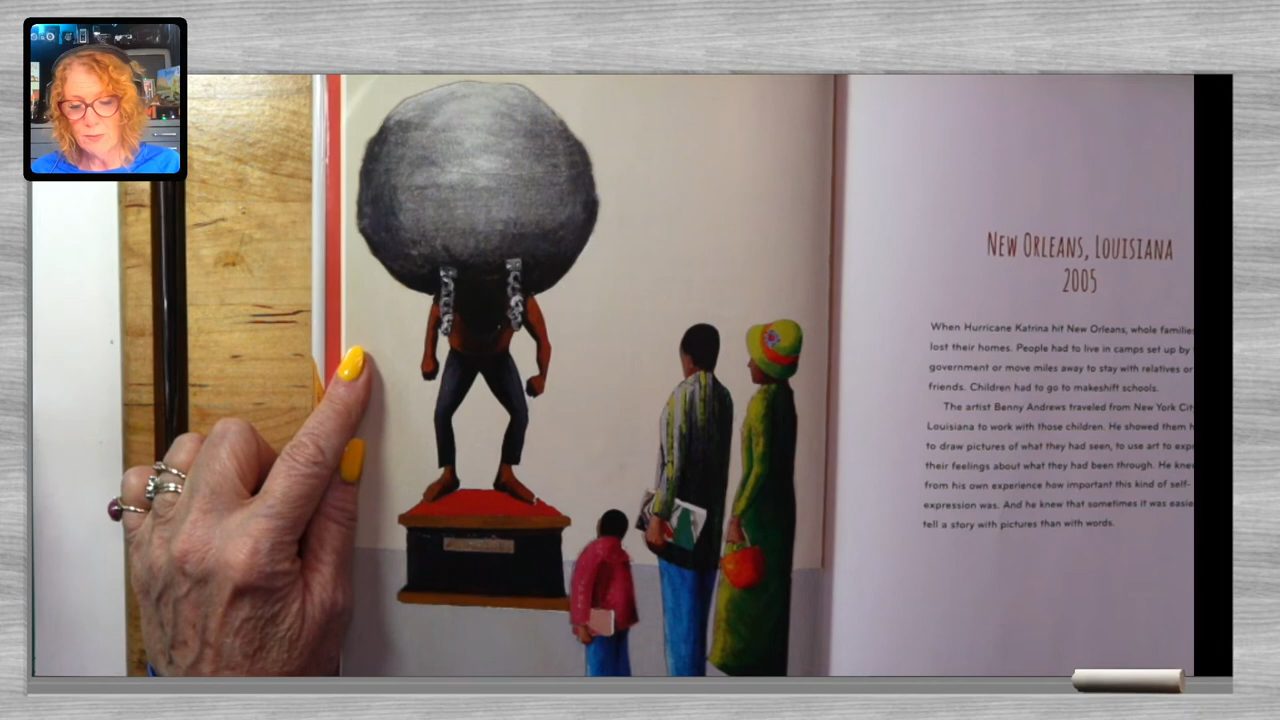 NEW ORLEANS, LOUISIANA
2005
When Hurricane Katrina hit New Orleans, whole familie
lost their homes. People had to live in camps set up by
government or move miles away to stay with relatives or
friends. Children had to go to makeshift schools.
The artist Benny Andrews traveled from New York Cit
Louisiana to work with those children. He showed them h
to draw pictures of what they had seen, to use art to exp
their feelings about what they had been through. He kne
from his own experience how important this kind of self-
expression was. And he knew that sometimes it was easie
tell a story with pictures than with words.